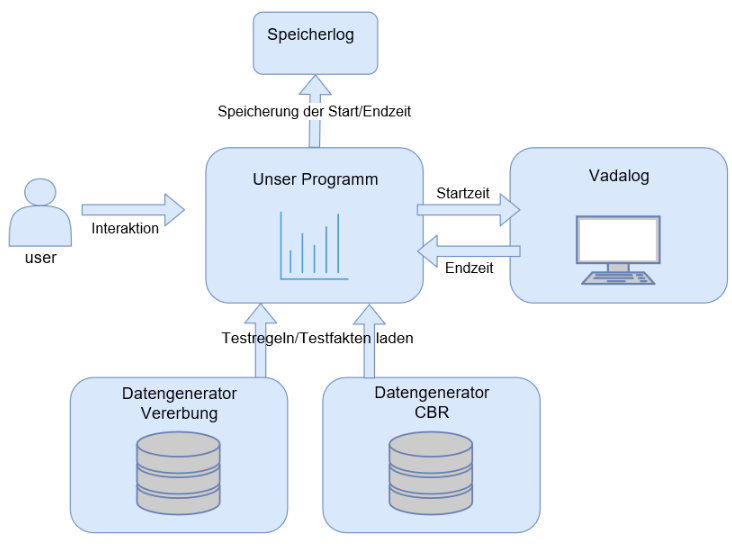 Speicherlog
Speicherung der Start/Endzeit
Unser Programm
Vadalog
Startzeit
Interaktion
user
Endzeit
Testregeln/Testfakten laden
Datengenerator
Vererbung
Datengenerator
CBR